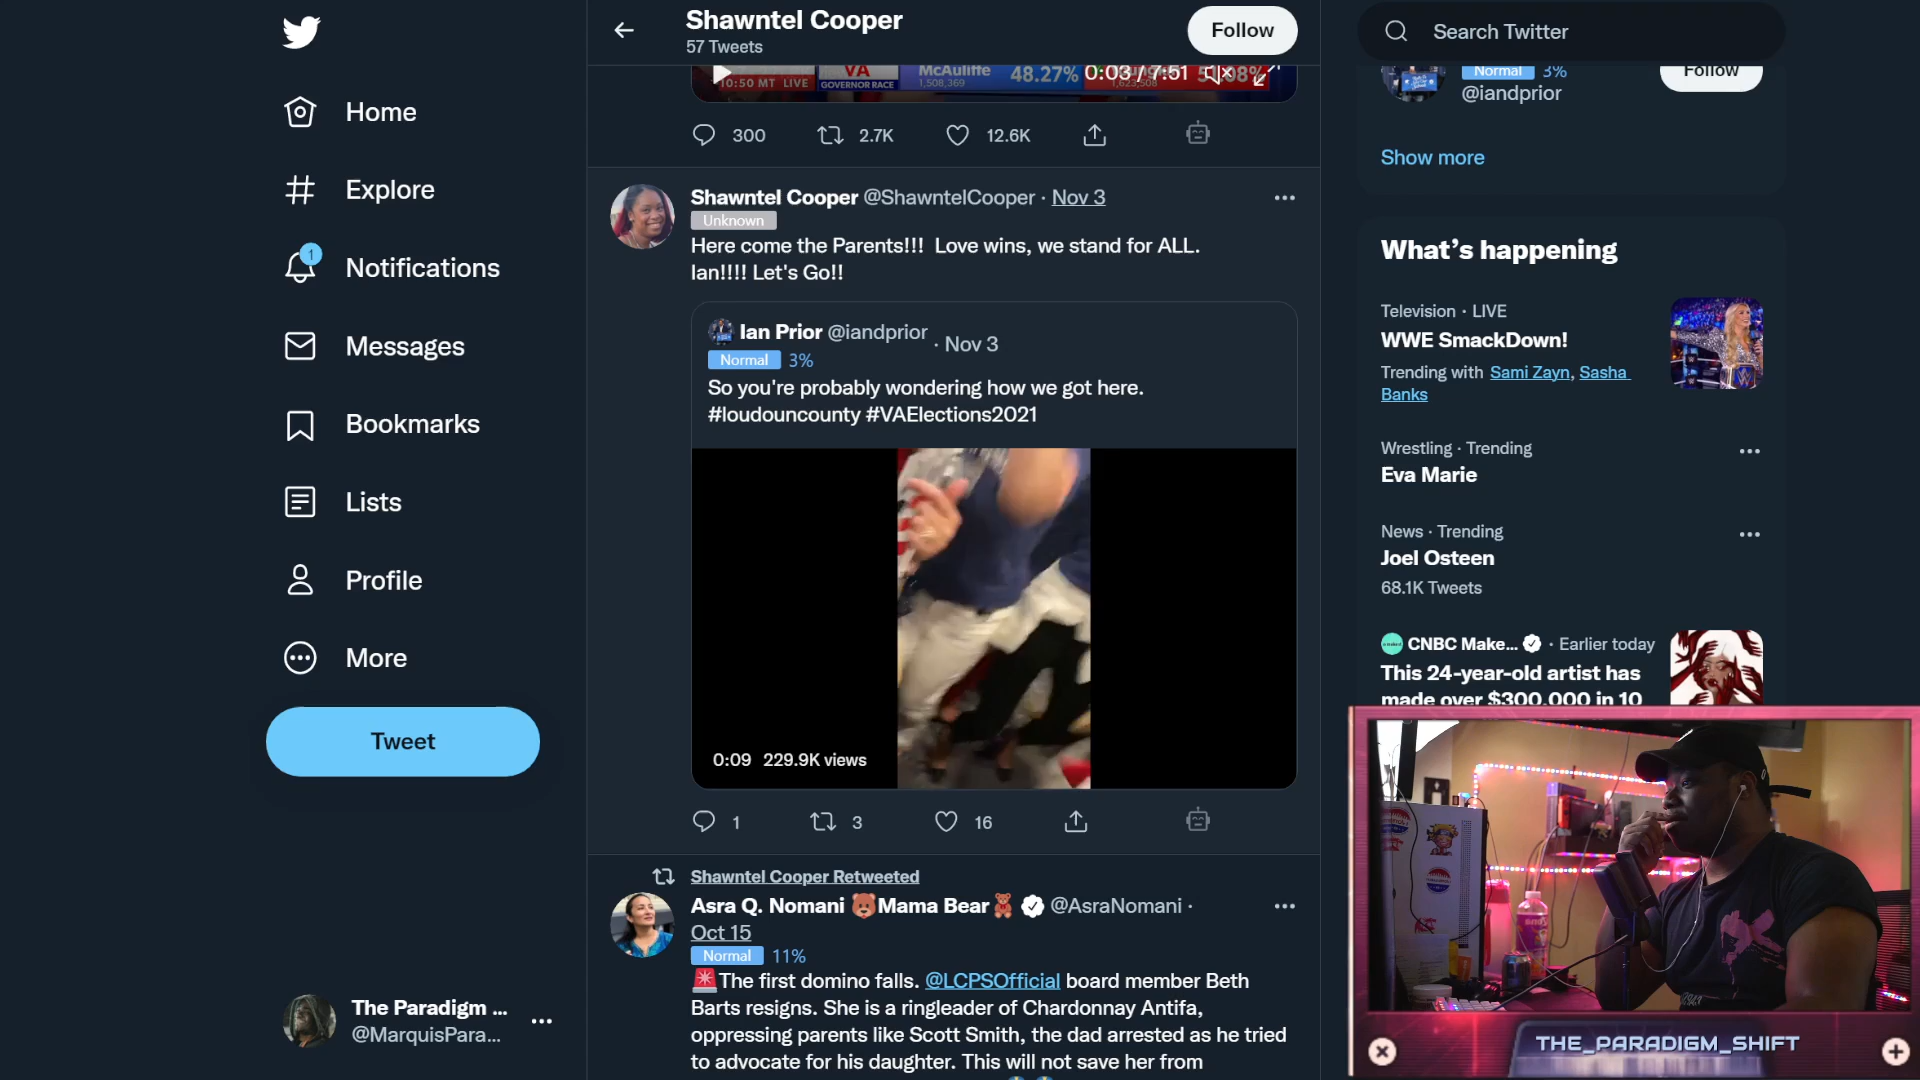 Home
Explore
1
Notifications
Messages
Bookmarks
Lists
Profile
More
Tweet
The Paradigm ...
@MarquisPara...
Shawntel Cooper
57 Tweets
Follow
10:50 MT LIVE
VA
GOVERNOR RACE
McAuliffe
1,508,369
48.27%
0:03 / 7:51
1,623,508
300
2.7K
12.6K
Shawntel Cooper @ShawntelCooper · Nov 3
Unknown
Here come the Parents!!! Love wins, we stand for ALL.
Ian!!!! Let's Go!!
Ian Prior @iandprior · Nov 3
Normal 3%
So you're probably wondering how we got here.
#loudouncounty #VAElections2021
0:09 229.9K views
1
3
16
Shawntel Cooper Retweeted
Asra Q. Nomani 🐻Mama Bear🧸 @AsraNomani ·
Oct 15
Normal 11%
🚨The first domino falls. @LCPSOfficial board member Beth
Barts resigns. She is a ringleader of Chardonnay Antifa,
oppressing parents like Scott Smith, the dad arrested as he tried
to advocate for his daughter. This will not save her from
Search Twitter
Normal 3%
@iandprior
Follow
Show more
What's happening
Television · LIVE
WWE SmackDown!
Trending with Sami Zayn, Sasha
Banks
Wrestling · Trending
Eva Marie
News · Trending
Joel Osteen
68.1K Tweets
CNBC Make... · Earlier today
This 24-year-old artist has
made over $300,000 in 10
THE_PARADIGM_SHIFT